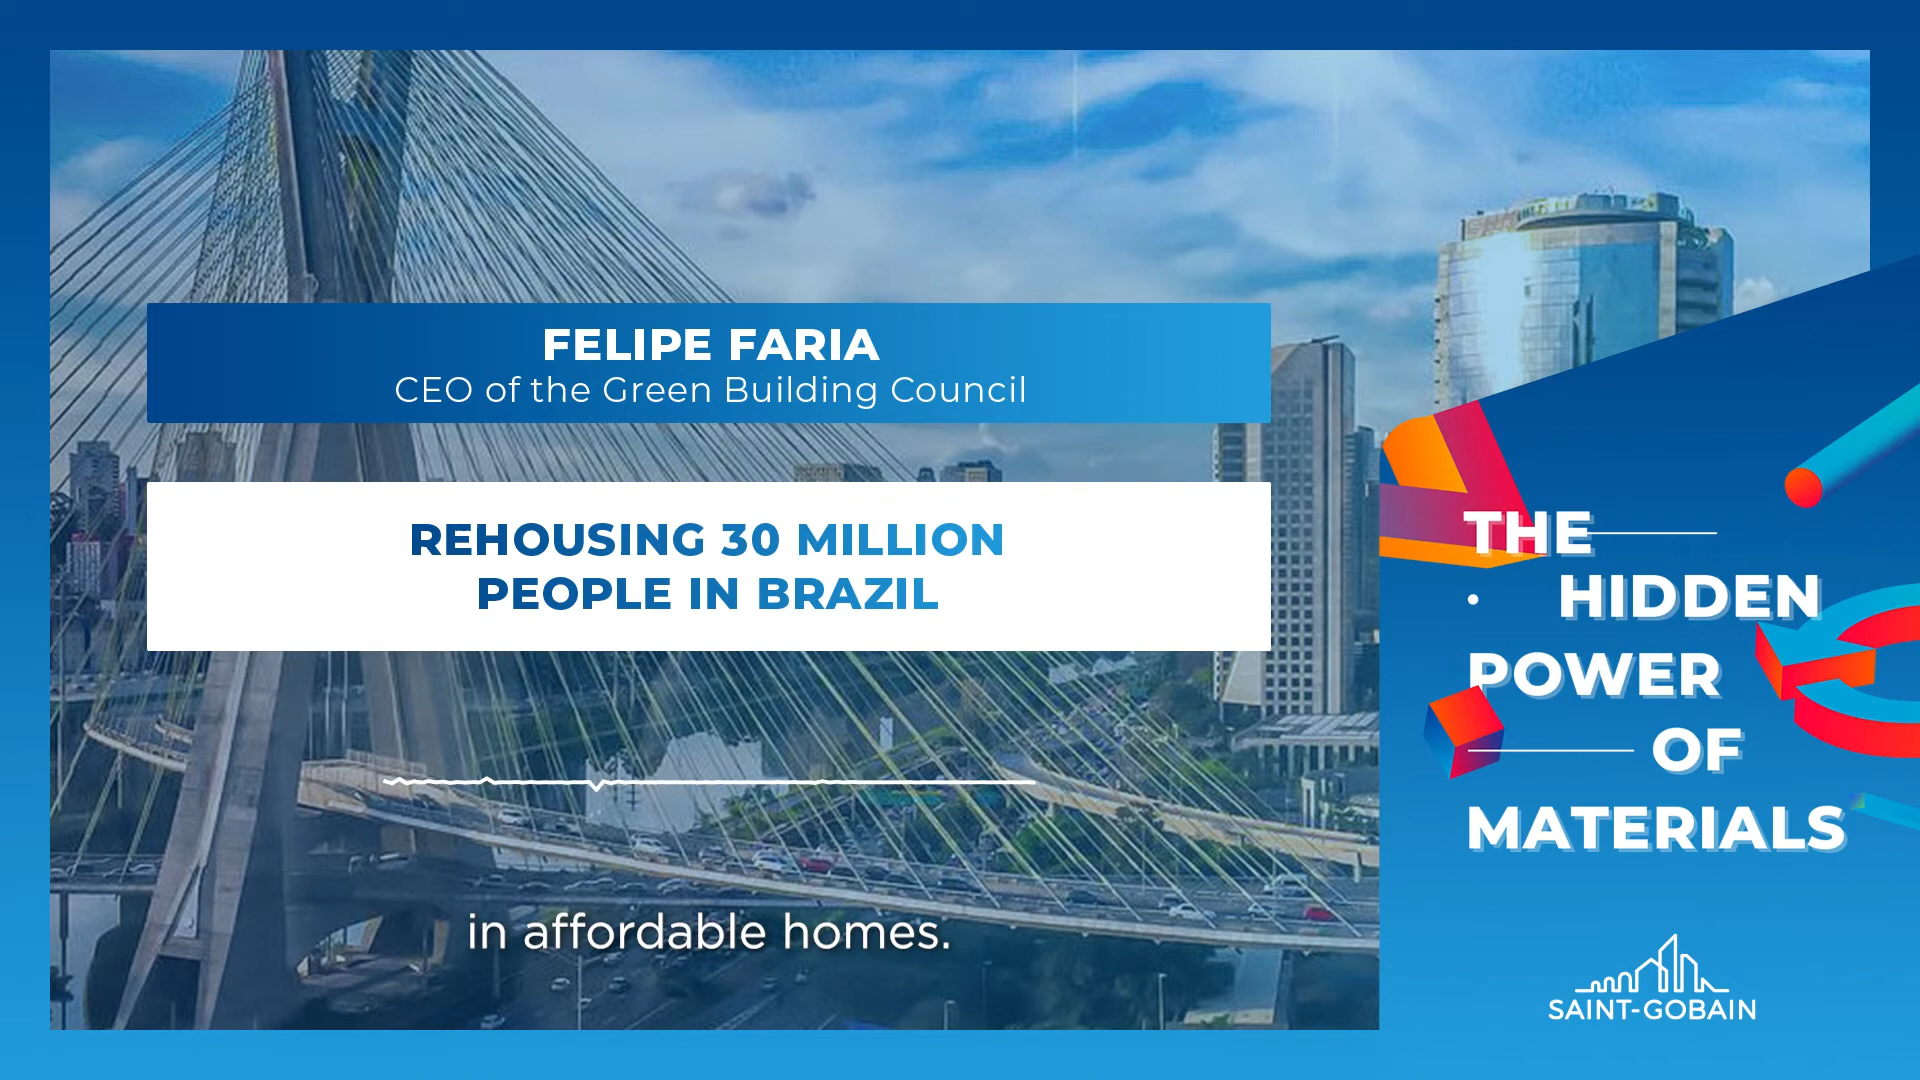 FELIPE FARIA
CEO of the Green Building Council
REHOUSING 30 MILLION
PEOPLE IN BRAZIL
in affordable homes.
THE
HIDDEN
POWER
OF
MATERIALS
SAINT-GOBAIN